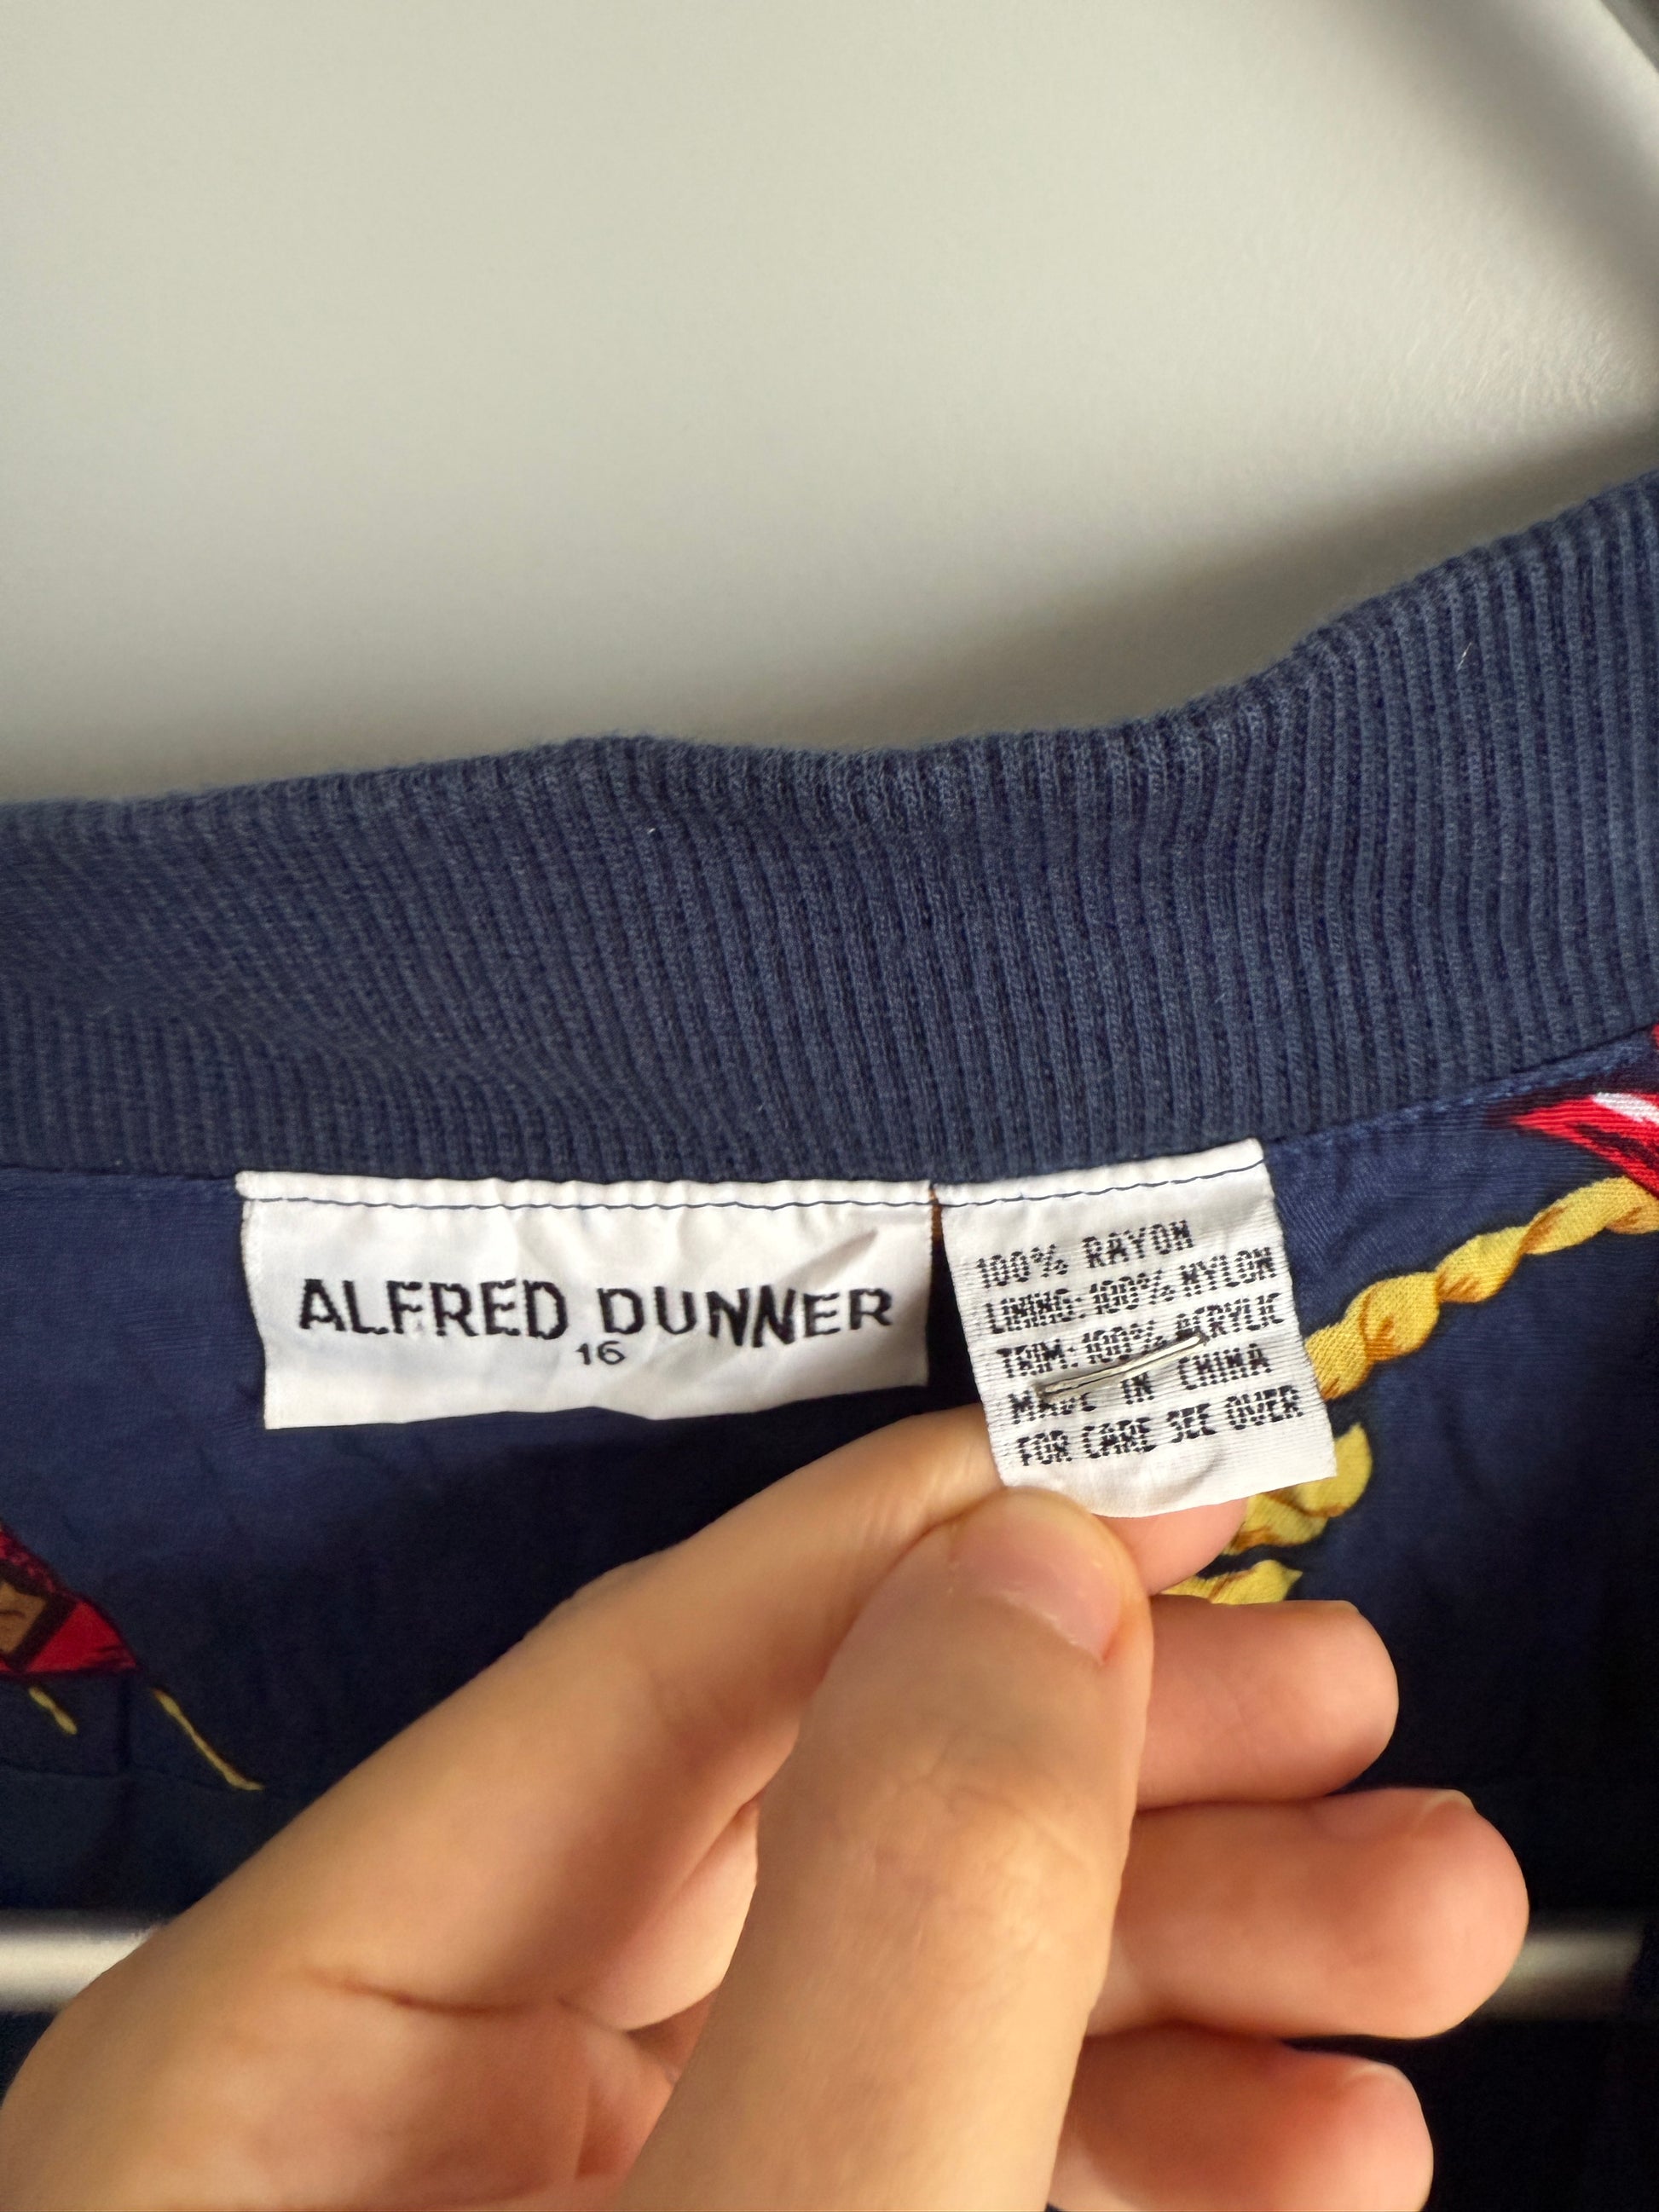 ALFRED DUNNER
16
100% RAYON
LINING: 100% NYLON
TRIM: 100% ACRYLIC
MADE IN CHINA
FOR CARE SEE OVER